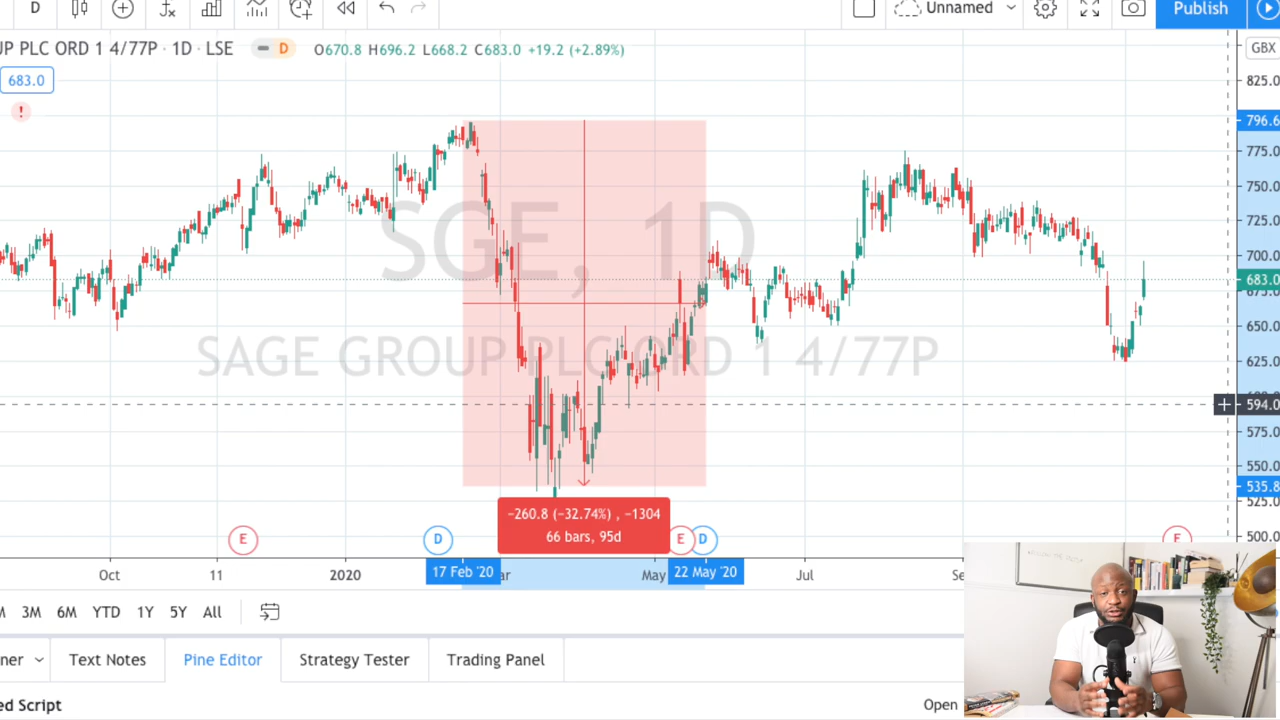 D
Unnamed
Publish
UP PLC ORD 1 4/77P · 1D · LSE
D
O670.8 H696.2 L668.2 C683.0 +19.2 (+2.89%)
GBX
683.0
!
825.0
796.6
775.0
750.0
725.0
700.0
683.0
675.0
650.0
625.0
594.0
575.0
550.0
535.8
525.0
500.0
SGE, 1D
SAGE GROUP PLC ORD 1 4/77P
−260.8 (−32.74%) , −1304
66 bars, 95d
E
D
E
D
E
Oct
11
2020
17 Feb '20
ar
May
22 May '20
Jul
Se
M
3M
6M
YTD
1Y
5Y
All
ner
Text Notes
Pine Editor
Strategy Tester
Trading Panel
ed Script
Open